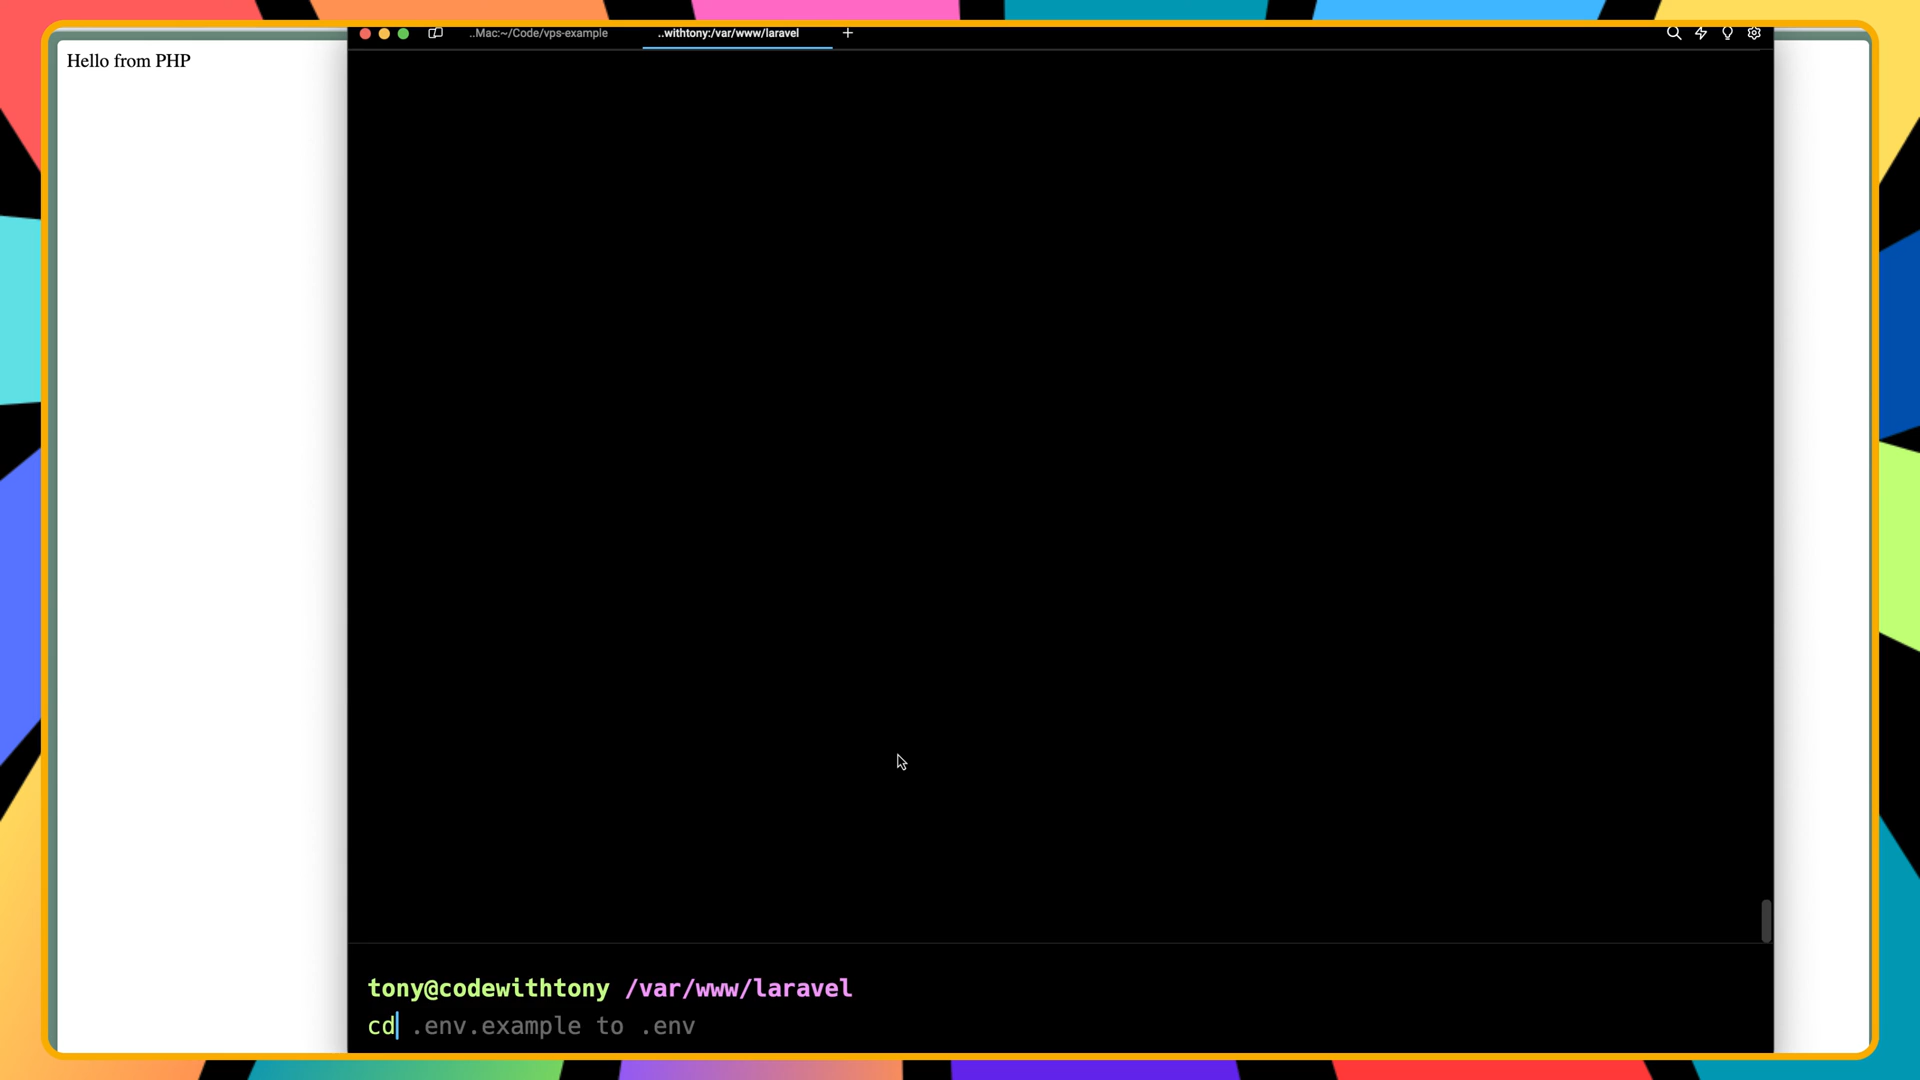 ..Mac:~/Code/vps-example
..withtony:/var/www/laravel
+
Hello from PHP
tony@codewithtony /var/www/laravel
cd .env.example to .env